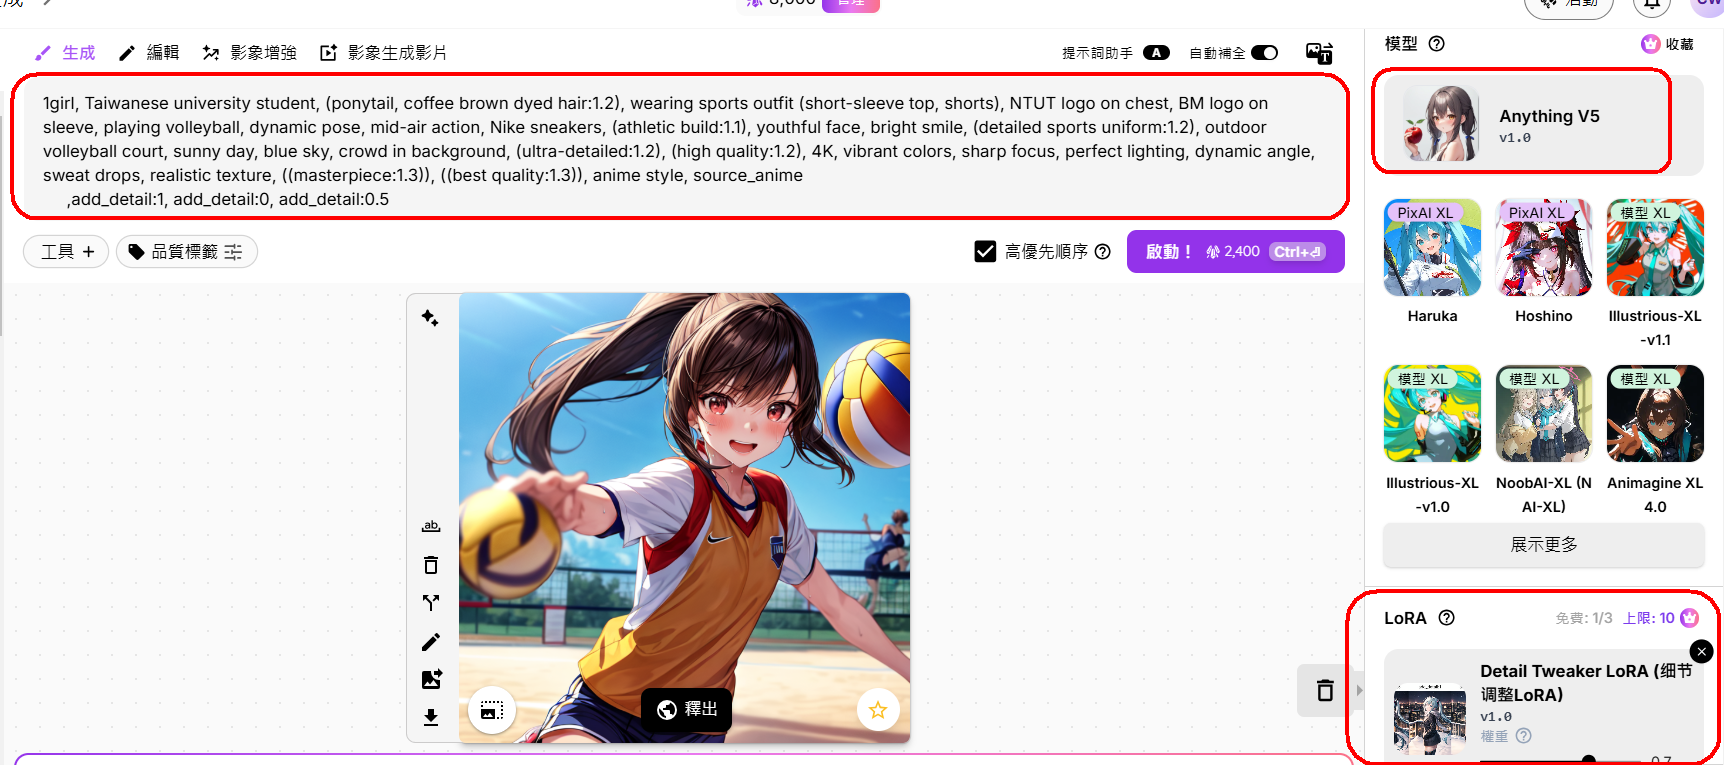 生成
編輯
影象增強
影象生成影片
提示詞助手 A
自動補全
1girl, Taiwanese university student, (ponytail, coffee brown dyed hair:1.2), wearing sports outfit (short-sleeve top, shorts), NTUT logo on chest, BM logo on
sleeve, playing volleyball, dynamic pose, mid-air action, Nike sneakers, (athletic build:1.1), youthful face, bright smile, (detailed sports uniform:1.2), outdoor
volleyball court, sunny day, blue sky, crowd in background, (ultra-detailed:1.2), (high quality:1.2), 4K, vibrant colors, sharp focus, perfect lighting, dynamic angle,
sweat drops, realistic texture, ((masterpiece:1.3)), ((best quality:1.3)), anime style, source_anime
,add_detail:1, add_detail:0, add_detail:0.5
工具 +
品質標籤
高優先順序
啟動！ 2,400 Ctrl+⏎
ab
釋出
模型
收藏
Anything V5
v1.0
PixAI XL
PixAI XL
模型 XL
Haruka
Hoshino
Illustrious-XL
-v1.1
模型 XL
模型 XL
模型 XL
Illustrious-XL
-v1.0
NoobAI-XL (N
AI-XL)
Animagine XL
4.0
展示更多
LoRA
免費: 1/3 上限: 10
Detail Tweaker LoRA (细节
调整LoRA)
v1.0
權重